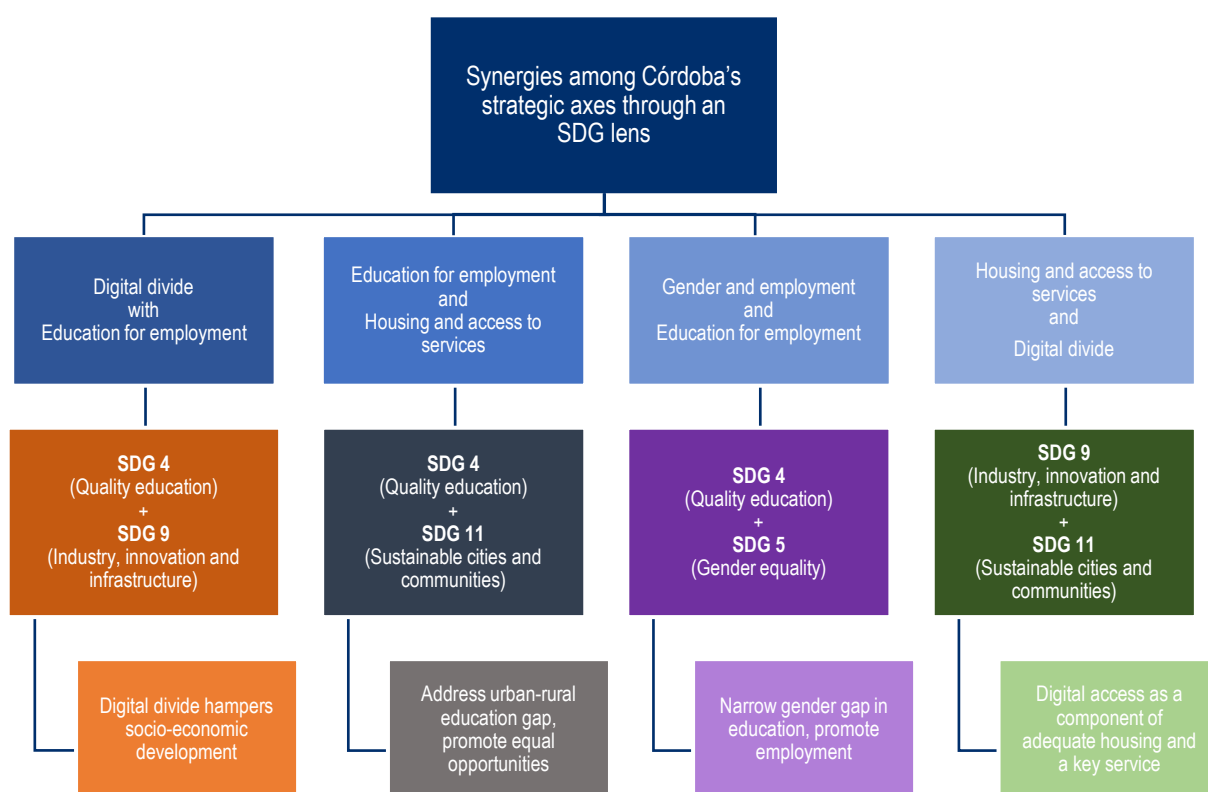 Synergies among Córdoba’s
strategic axes through an
SDG lens
Digital divide
with
Education for employment
Education for employment
and
Housing and access to
services
Gender and employment
and
Education for employment
Housing and access to
services
and
Digital divide
SDG 4
(Quality education)
+
SDG 9
(Industry, innovation and
infrastructure)
SDG 4
(Quality education)
+
SDG 11
(Sustainable cities and
communities)
SDG 4
(Quality education)
+
SDG 5
(Gender equality)
SDG 9
(Industry, innovation and
infrastructure)
+
SDG 11
(Sustainable cities and
communities)
Digital divide hampers
socio-economic
development
Address urban-rural
education gap,
promote equal
opportunities
Narrow gender gap in
education, promote
employment
Digital access as a
component of
adequate housing and
a key service